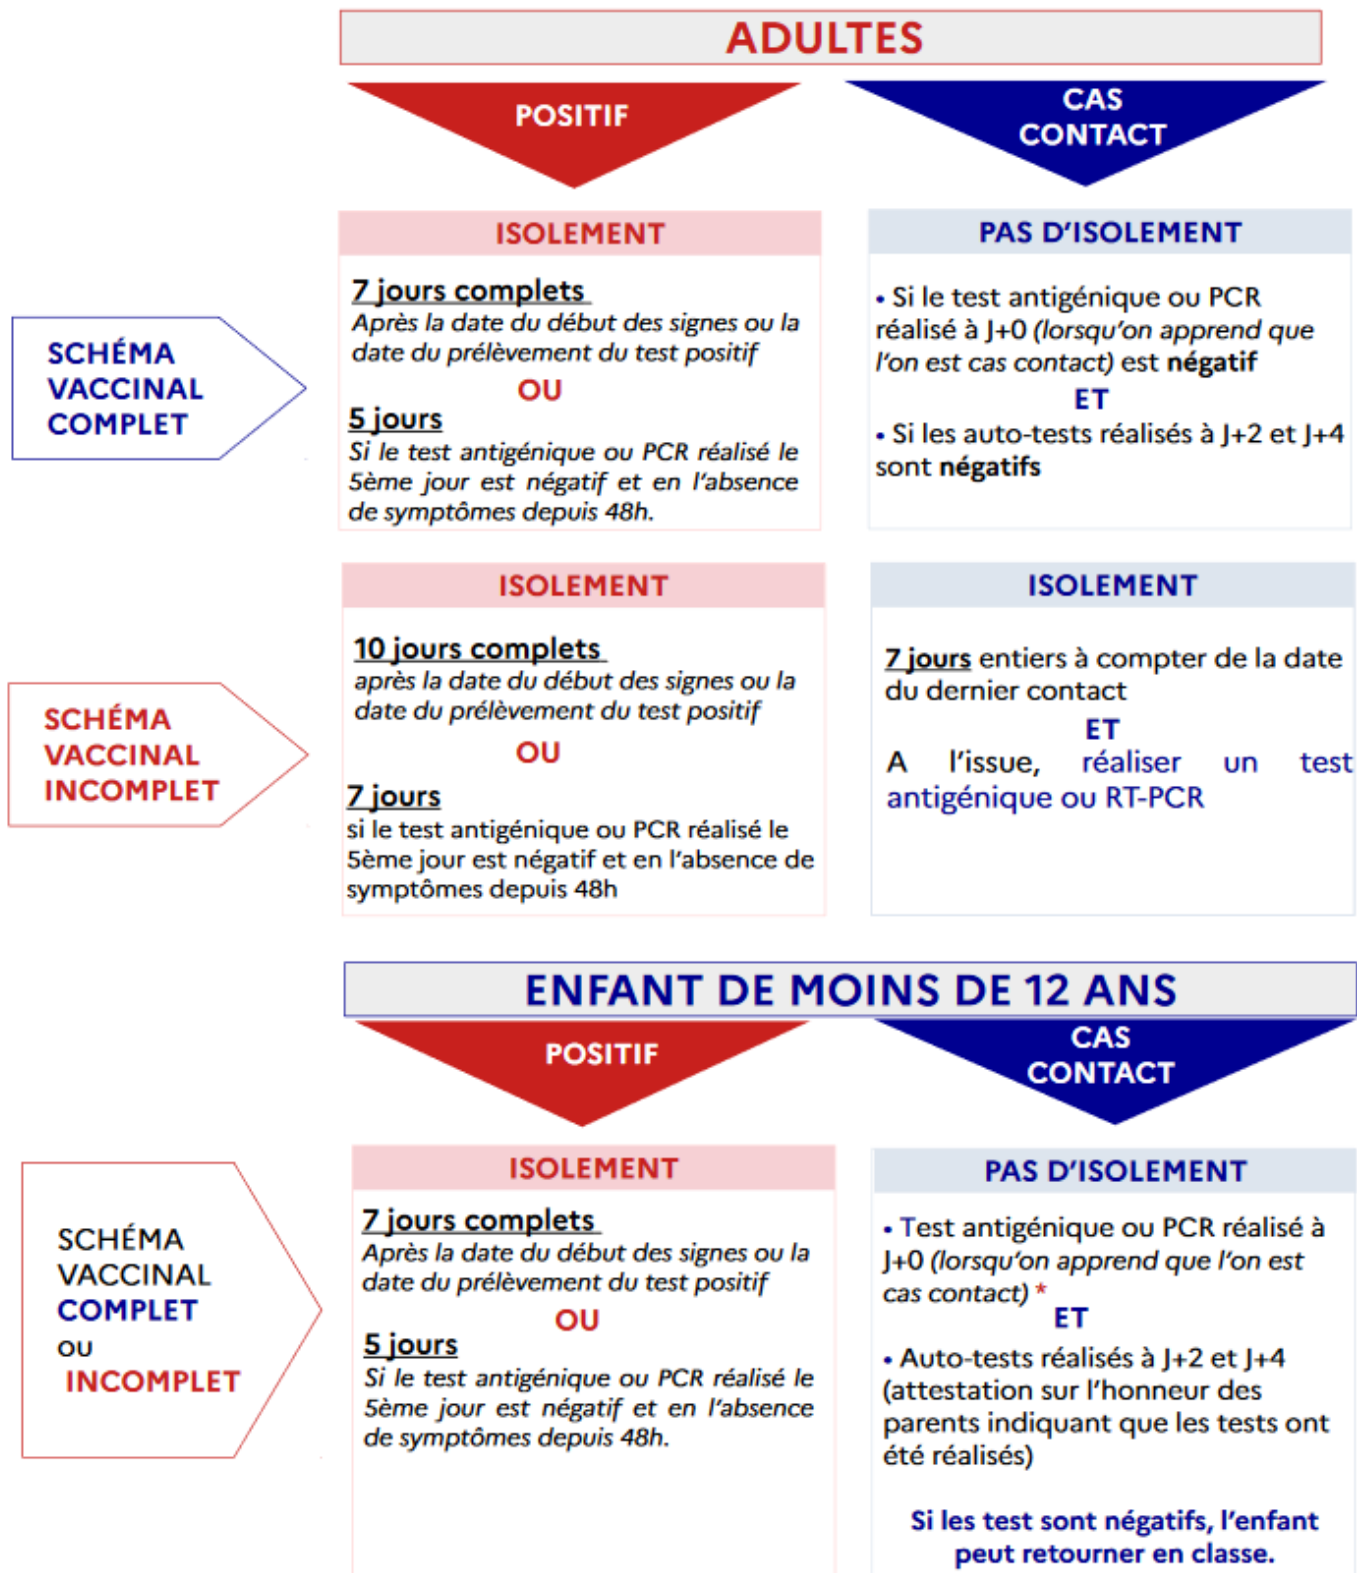 ADULTES
POSITIF
CAS
CONTACT
SCHÉMA
VACCINAL
COMPLET
ISOLEMENT
7 jours complets
Après la date du début des signes ou la
date du prélèvement du test positif
OU
5 jours
Si le test antigénique ou PCR réalisé le
5ème jour est négatif et en l'absence
de symptômes depuis 48h.
PAS D'ISOLEMENT
• Si le test antigénique ou PCR
réalisé à J+0 (lorsqu'on apprend que
l'on est cas contact) est négatif
ET
• Si les auto-tests réalisés à J+2 et J+4
sont négatifs
SCHÉMA
VACCINAL
INCOMPLET
ISOLEMENT
10 jours complets
après la date du début des signes ou la
date du prélèvement du test positif
OU
7 jours
si le test antigénique ou PCR réalisé le
5ème jour est négatif et en l'absence de
symptômes depuis 48h
ISOLEMENT
7 jours entiers à compter de la date
du dernier contact
ET
A l'issue, réaliser un test
antigénique ou RT-PCR
ENFANT DE MOINS DE 12 ANS
POSITIF
CAS
CONTACT
SCHÉMA
VACCINAL
COMPLET
OU
INCOMPLET
ISOLEMENT
7 jours complets
Après la date du début des signes ou la
date du prélèvement du test positif
OU
5 jours
Si le test antigénique ou PCR réalisé le
5ème jour est négatif et en l'absence
de symptômes depuis 48h.
PAS D'ISOLEMENT
• Test antigénique ou PCR réalisé à
J+0 (lorsqu'on apprend que l'on est
cas contact) *
ET
• Auto-tests réalisés à J+2 et J+4
(attestation sur l'honneur des
parents indiquant que les tests ont
été réalisés)
Si les test sont négatifs, l'enfant
peut retourner en classe.